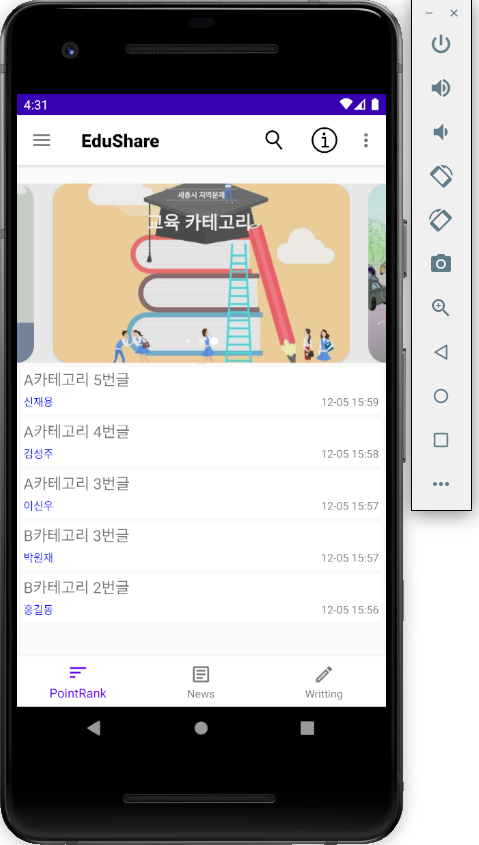 4:31
EduShare
세종시 지역문제
교육 카테고리
A카테고리 5번글
신재용 12-05 15:59
A카테고리 4번글
김성주 12-05 15:58
A카테고리 3번글
이신우 12-05 15:57
B카테고리 3번글
박원재 12-05 15:57
B카테고리 2번글
홍길동 12-05 15:56
PointRank News Writting